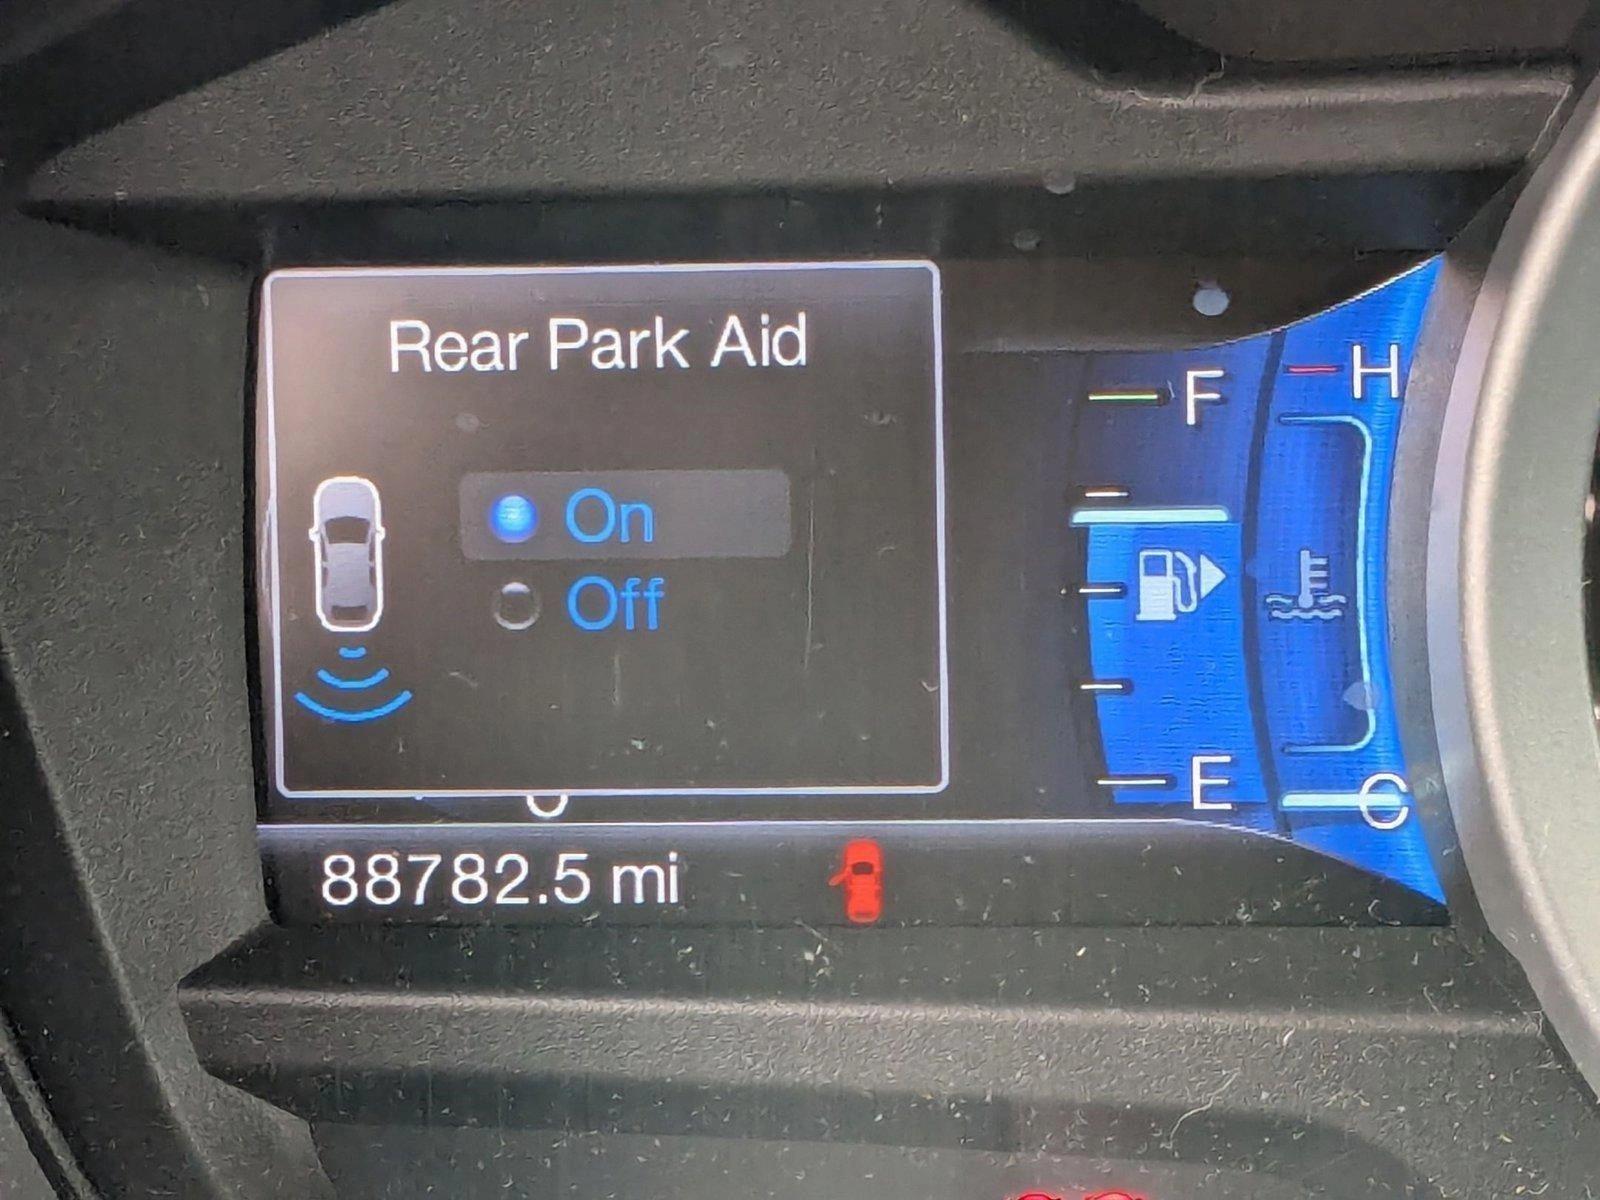 Rear Park Aid
On
Off
F
H
E
C
88782.5 mi